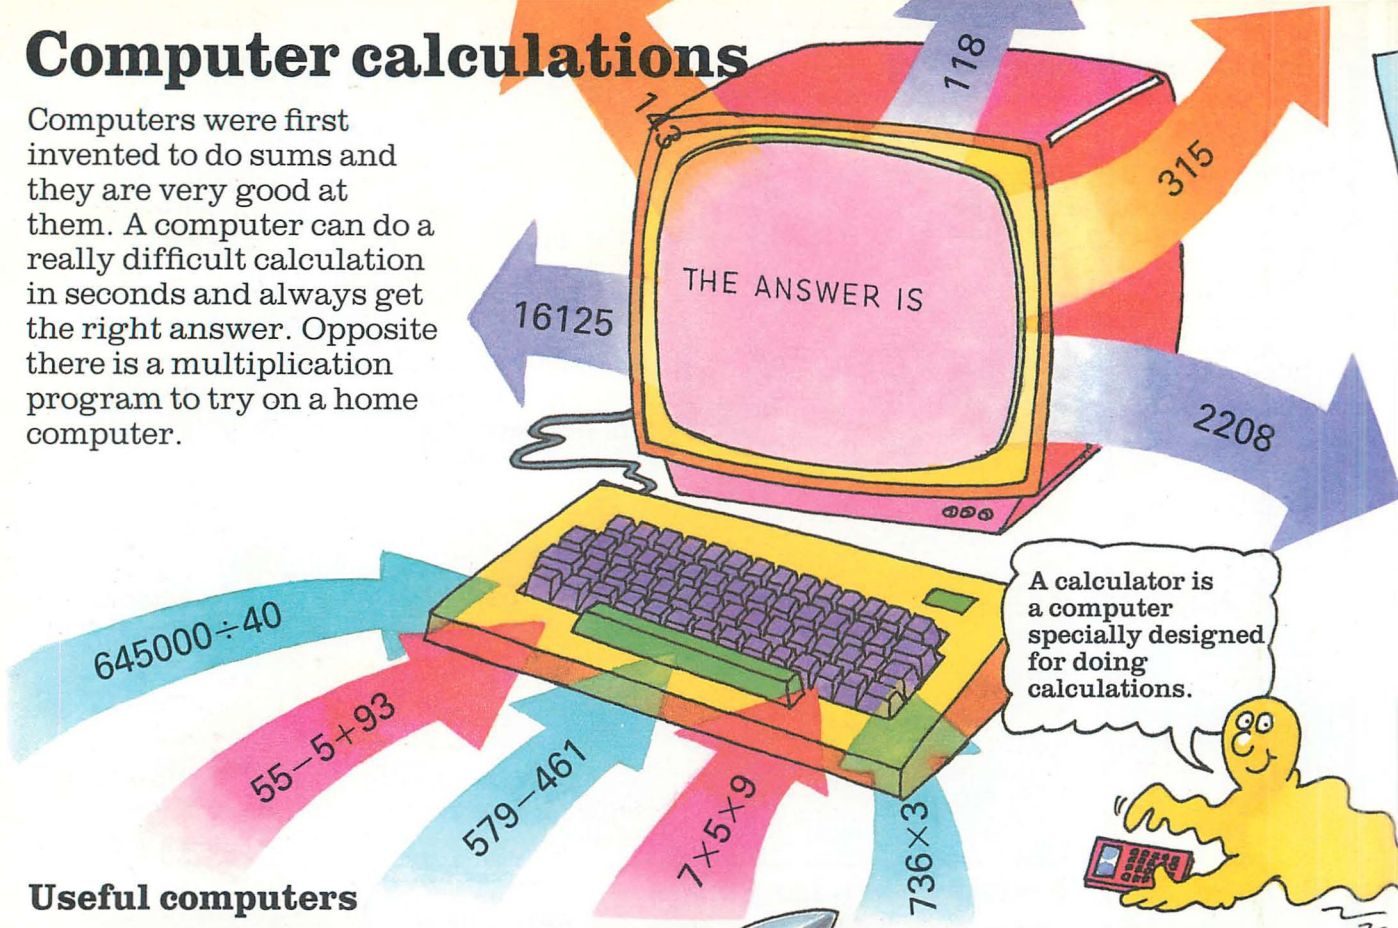 Computer calculations
Computers were first
invented to do sums and
they are very good at
them. A computer can do a
really difficult calculation
in seconds and always get
the right answer. Opposite
there is a multiplication
program to try on a home
computer.
143
118
315
16125
THE ANSWER IS
2208
645000÷40
55−5+93
579−461
7×5×9
736×3
A calculator is
a computer
specially designed
for doing
calculations.
Useful computers